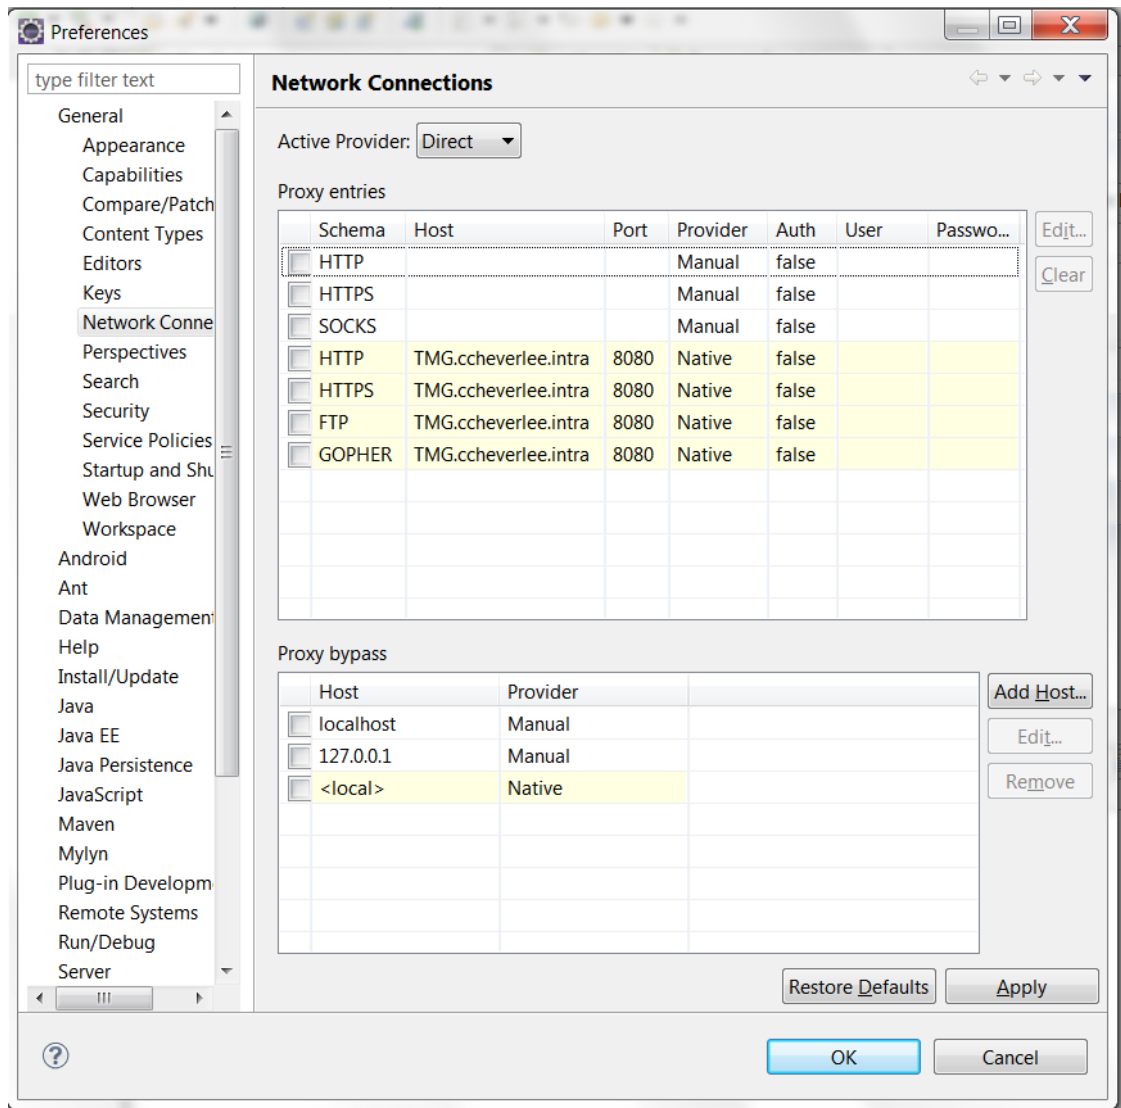 Preferences
type filter text
General
Appearance
Capabilities
Compare/Patch
Content Types
Editors
Keys
Network Conne
Perspectives
Search
Security
Service Policies
Startup and Shu
Web Browser
Workspace
Android
Ant
Data Management
Help
Install/Update
Java
Java EE
Java Persistence
JavaScript
Maven
Mylyn
Plug-in Developm
Remote Systems
Run/Debug
Server
Network Connections
Active Provider: Direct
Proxy entries
Schema Host Port Provider Auth User Passwo...
HTTP Manual false
HTTPS Manual false
SOCKS Manual false
HTTP TMG.ccheverlee.intra 8080 Native false
HTTPS TMG.ccheverlee.intra 8080 Native false
FTP TMG.ccheverlee.intra 8080 Native false
GOPHER TMG.ccheverlee.intra 8080 Native false
Edit...
Clear
Proxy bypass
Host Provider
localhost Manual
127.0.0.1 Manual
<local> Native
Add Host...
Edit...
Remove
Restore Defaults Apply
OK Cancel